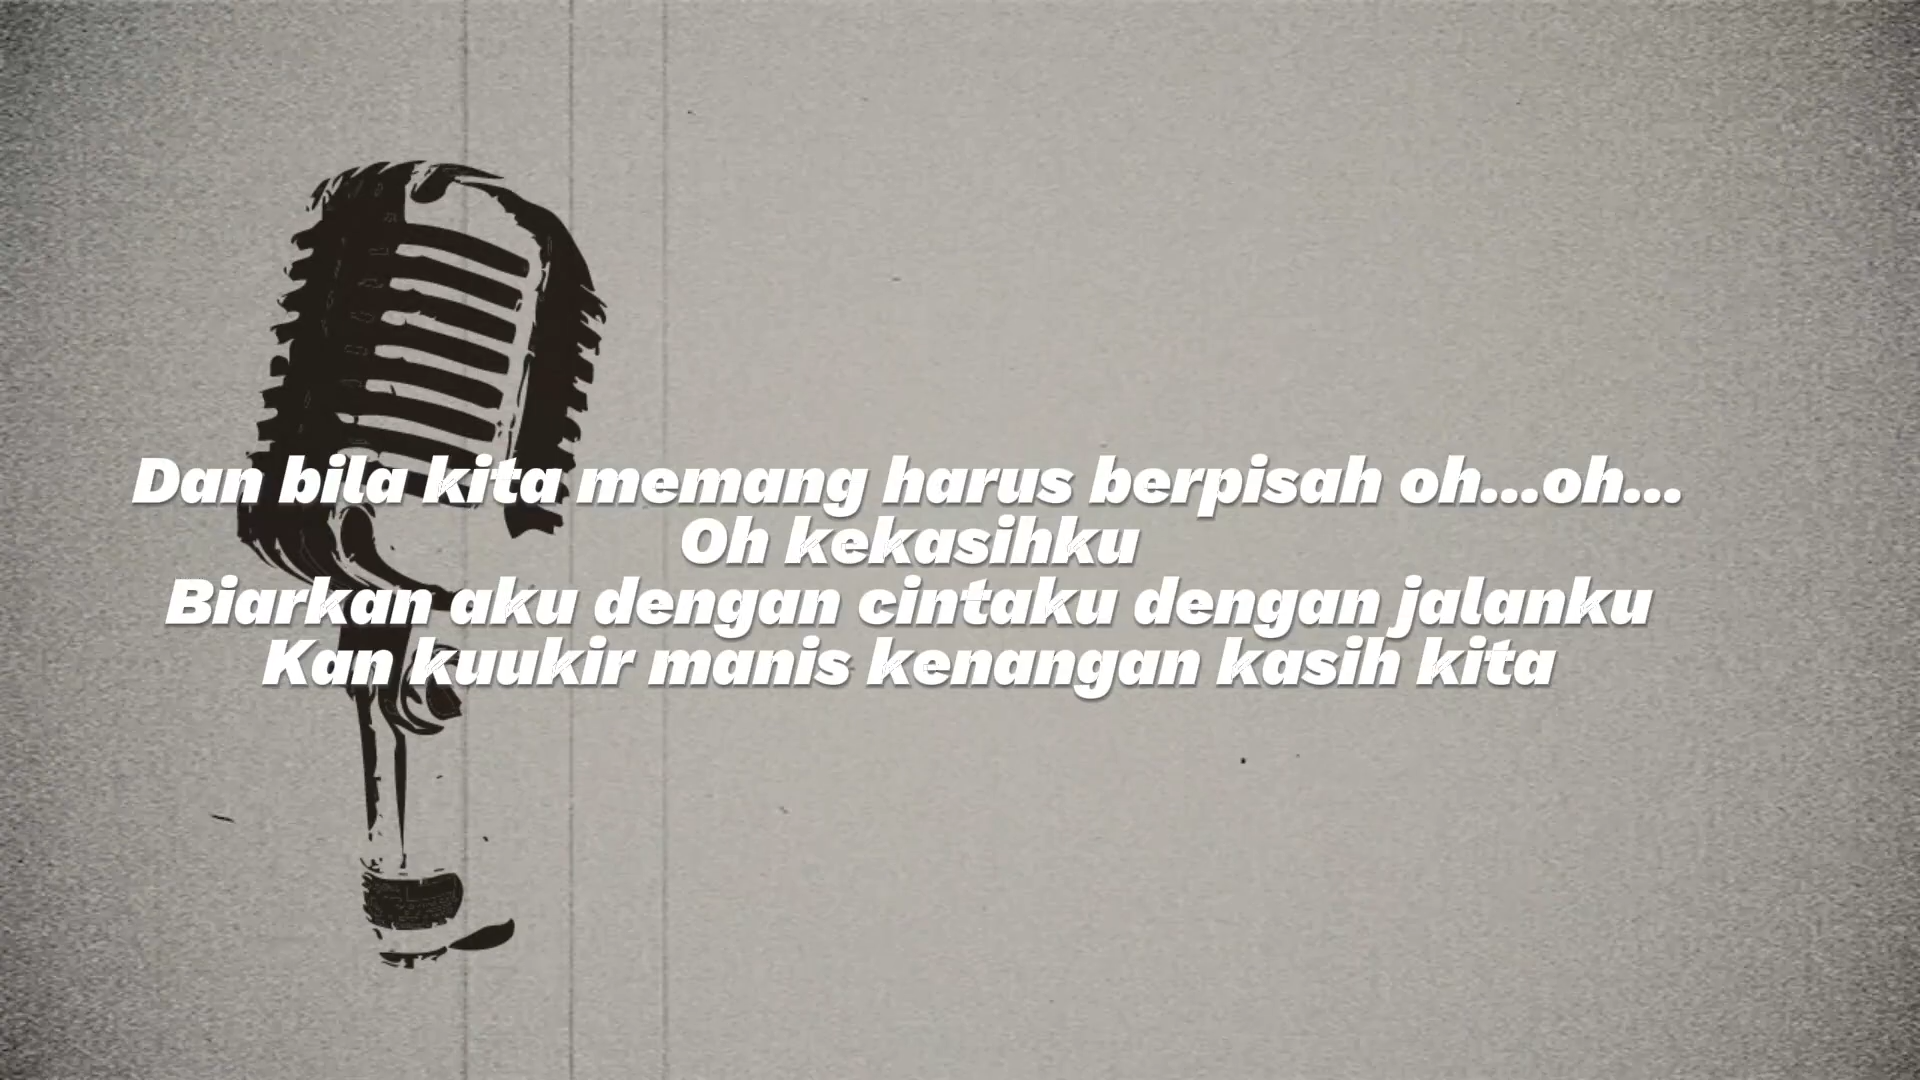 Dan bila kita memang harus berpisah oh...oh...
Oh kekasihku
Biarkan aku dengan cintaku dengan jalanku
Kan kuukir manis kenangan kasih kita